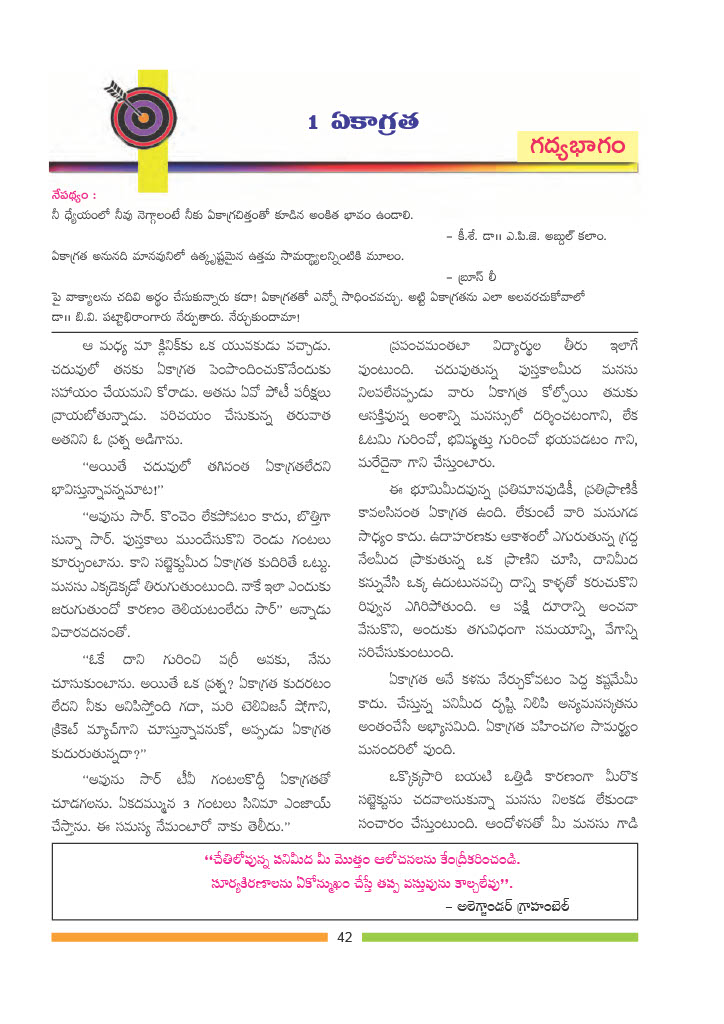 1 ఏకాగ్రత
గద్యభాగం
నేపథ్యం :
నీ ధ్యేయంలో నీవు నెగ్గాలంటే నీకు ఏకాగ్రచిత్తంతో కూడిన అంకిత భావం ఉండాలి.
- కీ.శే. డా॥ ఎ.పి.జె. అబ్దుల్ కలాం.
ఏకాగ్రత అనునది మానవునిలో ఉత్కృష్టమైన ఉత్తమ సామర్థ్యాలన్నింటికి మూలం.
- బ్రూస్ లీ
పై వాక్యాలను చదివి అర్థం చేసుకున్నారు కదా! ఏకాగ్రతతో ఎన్నో సాధించవచ్చు. అట్టి ఏకాగ్రతను ఎలా అలవరచుకోవాలో
డా॥ బి.వి. పట్టాభిరాంగారు నేర్పుతారు. నేర్చుకుందామా!
ఆ మధ్య మా క్లినిక్‌కు ఒక యువకుడు వచ్చాడు.
చదువులో తనకు ఏకాగ్రత పెంపొందించుకొనేందుకు
సహాయం చేయమని కోరాడు. అతను ఏవో పోటీ పరీక్షలు
వ్రాయబోతున్నాడు. పరిచయం చేసుకున్న తరువాత
అతనిని ఓ ప్రశ్న అడిగాను.
“అయితే చదువులో తగినంత ఏకాగ్రతలేదని
భావిస్తున్నావన్నమాట!”
“అవును సార్. కొంచెం లేకపోవటం కాదు, బొత్తిగా
సున్నా సార్. పుస్తకాలు ముందేసుకొని రెండు గంటలు
కూర్చుంటాను. కాని సబ్జెక్టుమీద ఏకాగ్రత కుదిరితే ఒట్టు.
మనసు ఎక్కడెక్కడో తిరుగుతుంటుంది. నాకే ఇలా ఎందుకు
జరుగుతుందో కారణం తెలియటంలేదు సార్” అన్నాడు
విచారవదనంతో.
“ఓకే దాని గురించి వర్రీ అవకు, నేను
చూసుకుంటాను. అయితే ఒక ప్రశ్న? ఏకాగ్రత కుదరటం
లేదని నీకు అనిపిస్తోంది గదా, మరి టెలివిజన్ షోగాని,
క్రికెట్ మ్యాచ్‌గాని చూస్తున్నావనుకో, అప్పుడు ఏకాగ్రత
కుదురుతున్నదా?”
“అవును సార్ టీవీ గంటలకొద్దీ ఏకాగ్రతతో
చూడగలను. ఏకదమ్మున 3 గంటలు సినిమా ఎంజాయ్
చేస్తాను. ఈ సమస్య నేమంటారో నాకు తెలీదు.”
ప్రపంచమంతటా విద్యార్థుల తీరు ఇలాగే
వుంటుంది. చదువుతున్న పుస్తకాలమీద మనసు
నిలపలేనప్పుడు వారు ఏకాగ్రత కోల్పోయి తమకు
ఆసక్తివున్న అంశాన్ని మనస్సులో దర్శించటంగాని, లేక
ఓటమి గురించో, భవిష్యత్తు గురించో భయపడటం గాని,
మరేదైనా గాని చేస్తుంటారు.
ఈ భూమిమీదవున్న ప్రతిమానవుడికీ, ప్రతిప్రాణికీ
కావలసినంత ఏకాగ్రత ఉంది. లేకుంటే వారి మనుగడ
సాధ్యం కాదు. ఉదాహరణకు ఆకాశంలో ఎగురుతున్న గ్రద్ద
నేలమీద ప్రాకుతున్న ఒక ప్రాణిని చూసి, దానిమీద
కన్నువేసి ఒక్క ఉదుటునవచ్చి దాన్ని కాళ్ళతో కరుచుకొని
రివ్వున ఎగిరిపోతుంది. ఆ పక్షి దూరాన్ని అంచనా
వేసుకొని, అందుకు తగువిధంగా సమయాన్ని, వేగాన్ని
సరిచేసుకుంటుంది.
ఏకాగ్రత అనే కళను నేర్చుకోవటం పెద్ద కష్టమేమీ
కాదు. చేస్తున్న పనిమీద దృష్టి నిలిపి అన్యమనస్కతను
అంతంచేసే అభ్యాసమిది. ఏకాగ్రత వహించగల సామర్థ్యం
మనందరిలో వుంది.
ఒక్కొక్కసారి బయటి ఒత్తిడి కారణంగా మీరొక
సబ్జెక్టును చదవాలనుకున్నా మనసు నిలకడ లేకుండా
సంచారం చేస్తుంటుంది. ఆందోళనతో మీ మనసు గాడి
“చేతిలోవున్న పనిమీద మీ మొత్తం ఆలోచనలను కేంద్రీకరించండి.
సూర్యకిరణాలను ఏకోన్ముఖం చేస్తే తప్ప వస్తువును కాల్చలేవు”.
- అలెగ్జాండర్ గ్రాహంబెల్
42